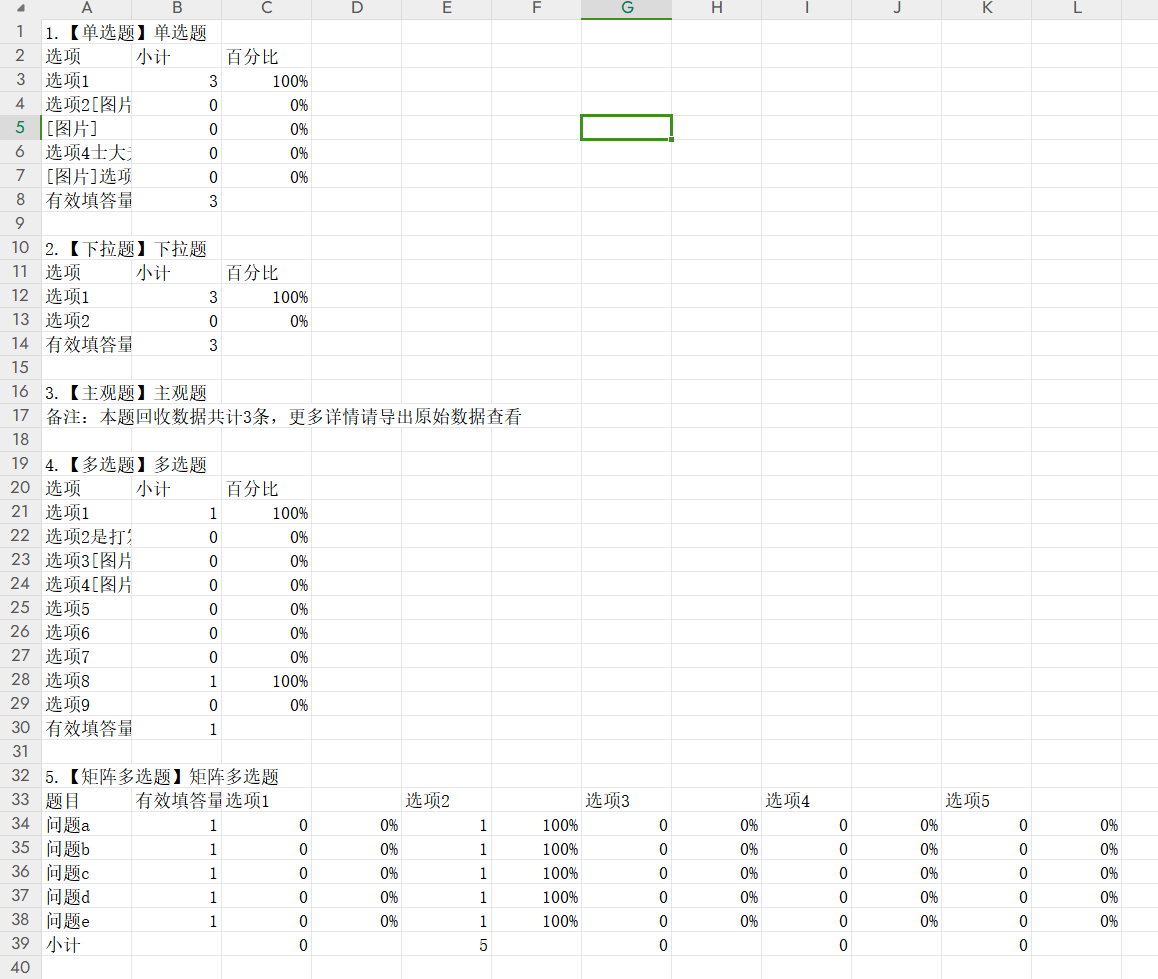 A B C D E F G H I J K L
1 1.【单选题】单选题
2 选项 小计 百分比
3 选项1 3 100%
4 选项2[图片 0 0%
5 [图片] 0 0%
6 选项4士大 0 0%
7 [图片]选项 0 0%
8 有效填答量 3
9
10 2.【下拉题】下拉题
11 选项 小计 百分比
12 选项1 3 100%
13 选项2 0 0%
14 有效填答量 3
15
16 3.【主观题】主观题
17 备注: 本题回收数据共计3条，更多详情请导出原始数据查看
18
19 4.【多选题】多选题
20 选项 小计 百分比
21 选项1 1 100%
22 选项2是打 0 0%
23 选项3[图片 0 0%
24 选项4[图片 0 0%
25 选项5 0 0%
26 选项6 0 0%
27 选项7 0 0%
28 选项8 1 100%
29 选项9 0 0%
30 有效填答量 1
31
32 5.【矩阵多选题】矩阵多选题
33 题目 有效填答量 选项1 选项2 选项3 选项4 选项5
34 问题a 1 0 0% 1 100% 0 0% 0 0% 0 0%
35 问题b 1 0 0% 1 100% 0 0% 0 0% 0 0%
36 问题c 1 0 0% 1 100% 0 0% 0 0% 0 0%
37 问题d 1 0 0% 1 100% 0 0% 0 0% 0 0%
38 问题e 1 0 0% 1 100% 0 0% 0 0% 0 0%
39 小计 0 5 0 0 0
40